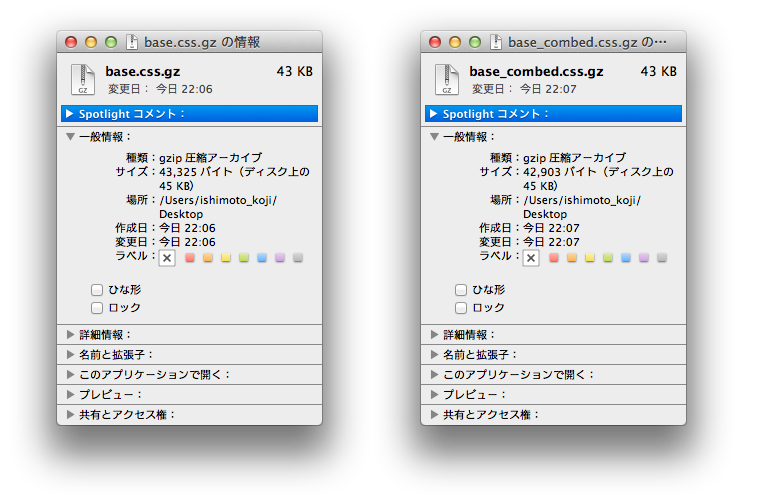 base.css.gz の情報
GZ
base.css.gz
43 KB
変更日： 今日 22:06
Spotlight コメント：
一般情報：
種類：gzip 圧縮アーカイブ
サイズ：43,325 バイト（ディスク上の
45 KB）
場所：/Users/ishimoto_koji/
Desktop
作成日：今日 22:06
変更日：今日 22:06
ラベル：
ひな形
ロック
詳細情報：
名前と拡張子：
このアプリケーションで開く：
プレビュー：
共有とアクセス権：
base_combed.css.gz の…
GZ
base_combed.css.gz
43 KB
変更日： 今日 22:07
Spotlight コメント：
一般情報：
種類：gzip 圧縮アーカイブ
サイズ：42,903 バイト（ディスク上の
45 KB）
場所：/Users/ishimoto_koji/
Desktop
作成日：今日 22:07
変更日：今日 22:07
ラベル：
ひな形
ロック
詳細情報：
名前と拡張子：
このアプリケーションで開く：
プレビュー：
共有とアクセス権：